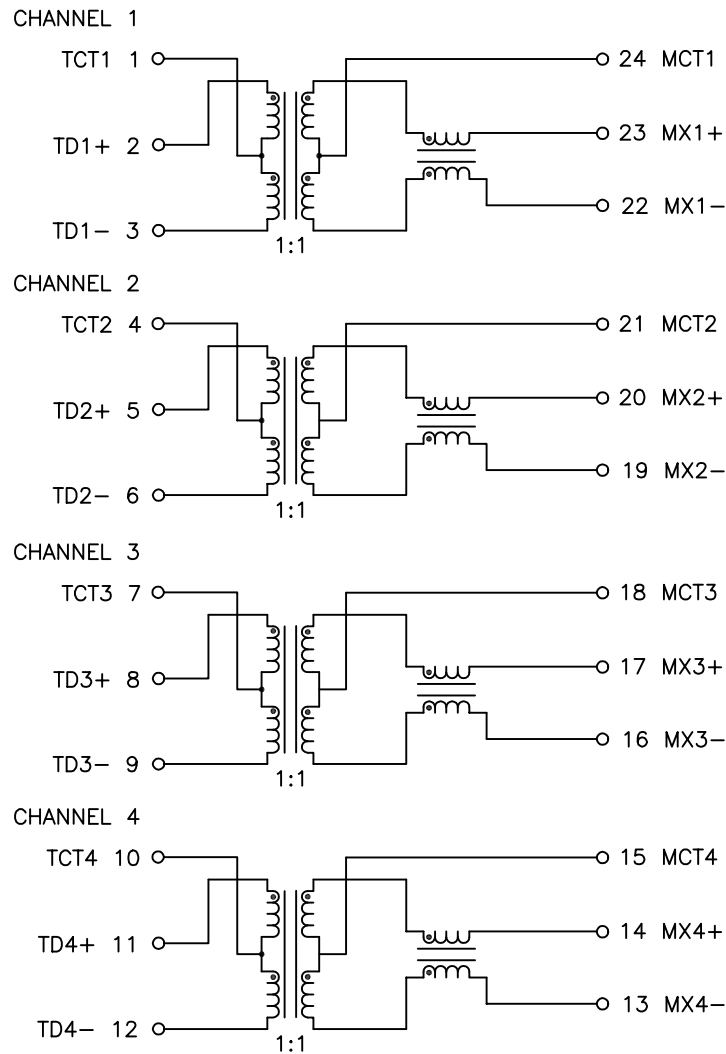 CHANNEL 1
TCT1 1 24 MCT1
TD1+ 2 23 MX1+
22 MX1-
TD1- 3
1:1
CHANNEL 2
TCT2 4 21 MCT2
TD2+ 5 20 MX2+
19 MX2-
TD2- 6
1:1
CHANNEL 3
TCT3 7 18 MCT3
TD3+ 8 17 MX3+
16 MX3-
TD3- 9
1:1
CHANNEL 4
TCT4 10 15 MCT4
TD4+ 11 14 MX4+
13 MX4-
TD4- 12
1:1